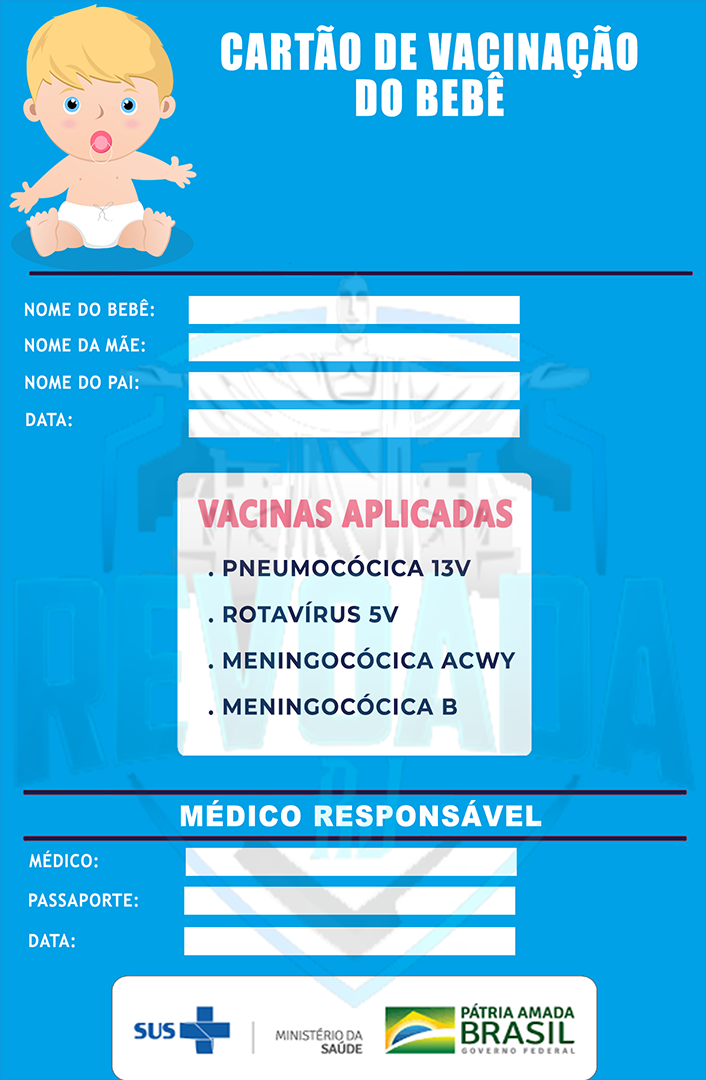 CARTÃO DE VACINAÇÃO
DO BEBÊ
NOME DO BEBÊ:
NOME DA MÃE:
NOME DO PAI:
DATA:
VACINAS APLICADAS
. PNEUMOCÓCICA 13V
. ROTAVÍRUS 5V
. MENINGOCÓCICA ACWY
. MENINGOCÓCICA B
REVOADA
RJ
MÉDICO RESPONSÁVEL
MÉDICO:
PASSAPORTE:
DATA:
SUS
MINISTÉRIO DA
SAÚDE
PÁTRIA AMADA
BRASIL
GOVERNO FEDERAL